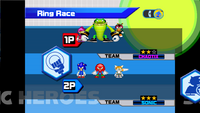 Ring Race
1P
TEAM
CHAOTIX
C HEROES
2P
TEAM
SONIC